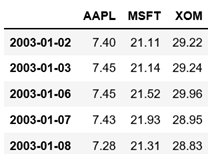 AAPL MSFT XOM
2003-01-02 7.40 21.11 29.22
2003-01-03 7.45 21.14 29.24
2003-01-06 7.45 21.52 29.96
2003-01-07 7.43 21.93 28.95
2003-01-08 7.28 21.31 28.83